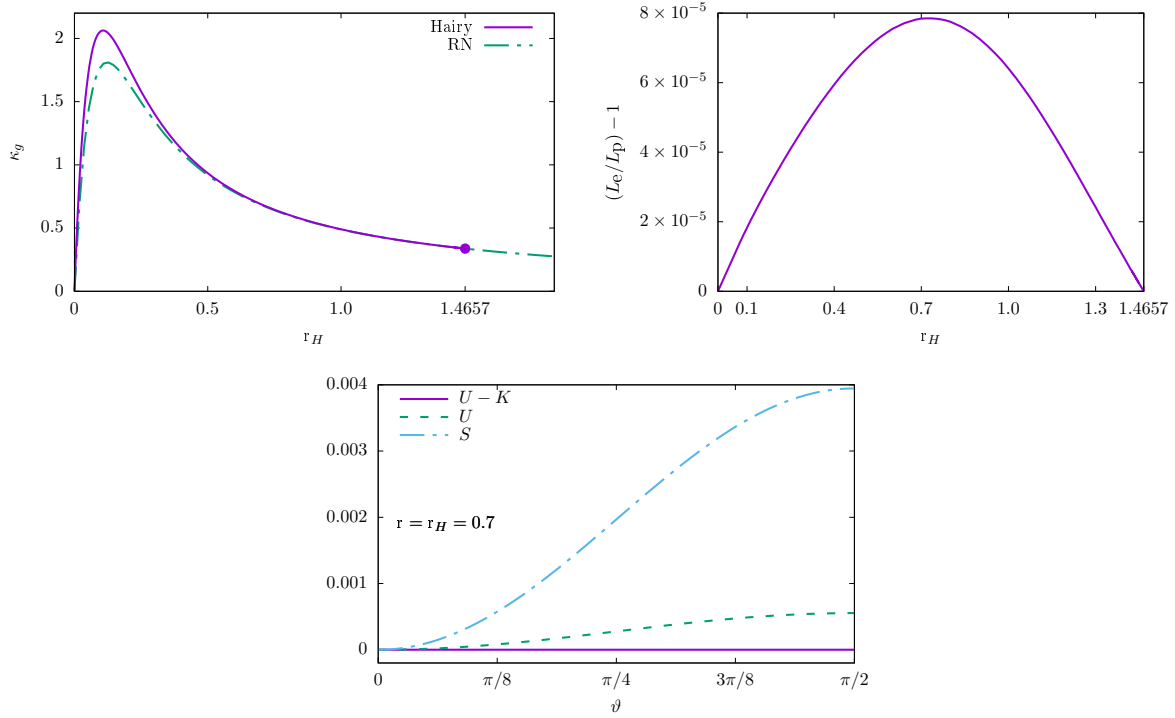 Hairy
RN
2
1.5
1
0.5
0
κ_g
0 0.5 1.0 1.4657
r_H
8 × 10⁻⁵
6 × 10⁻⁵
4 × 10⁻⁵
2 × 10⁻⁵
0
(L_e/L_p) − 1
0 0.1 0.4 0.7 1.0 1.3 1.4657
r_H
0.004
0.003
0.002
0.001
0
U − K
U
S
r = r_H = 0.7
0 π/8 π/4 3π/8 π/2
ϑ